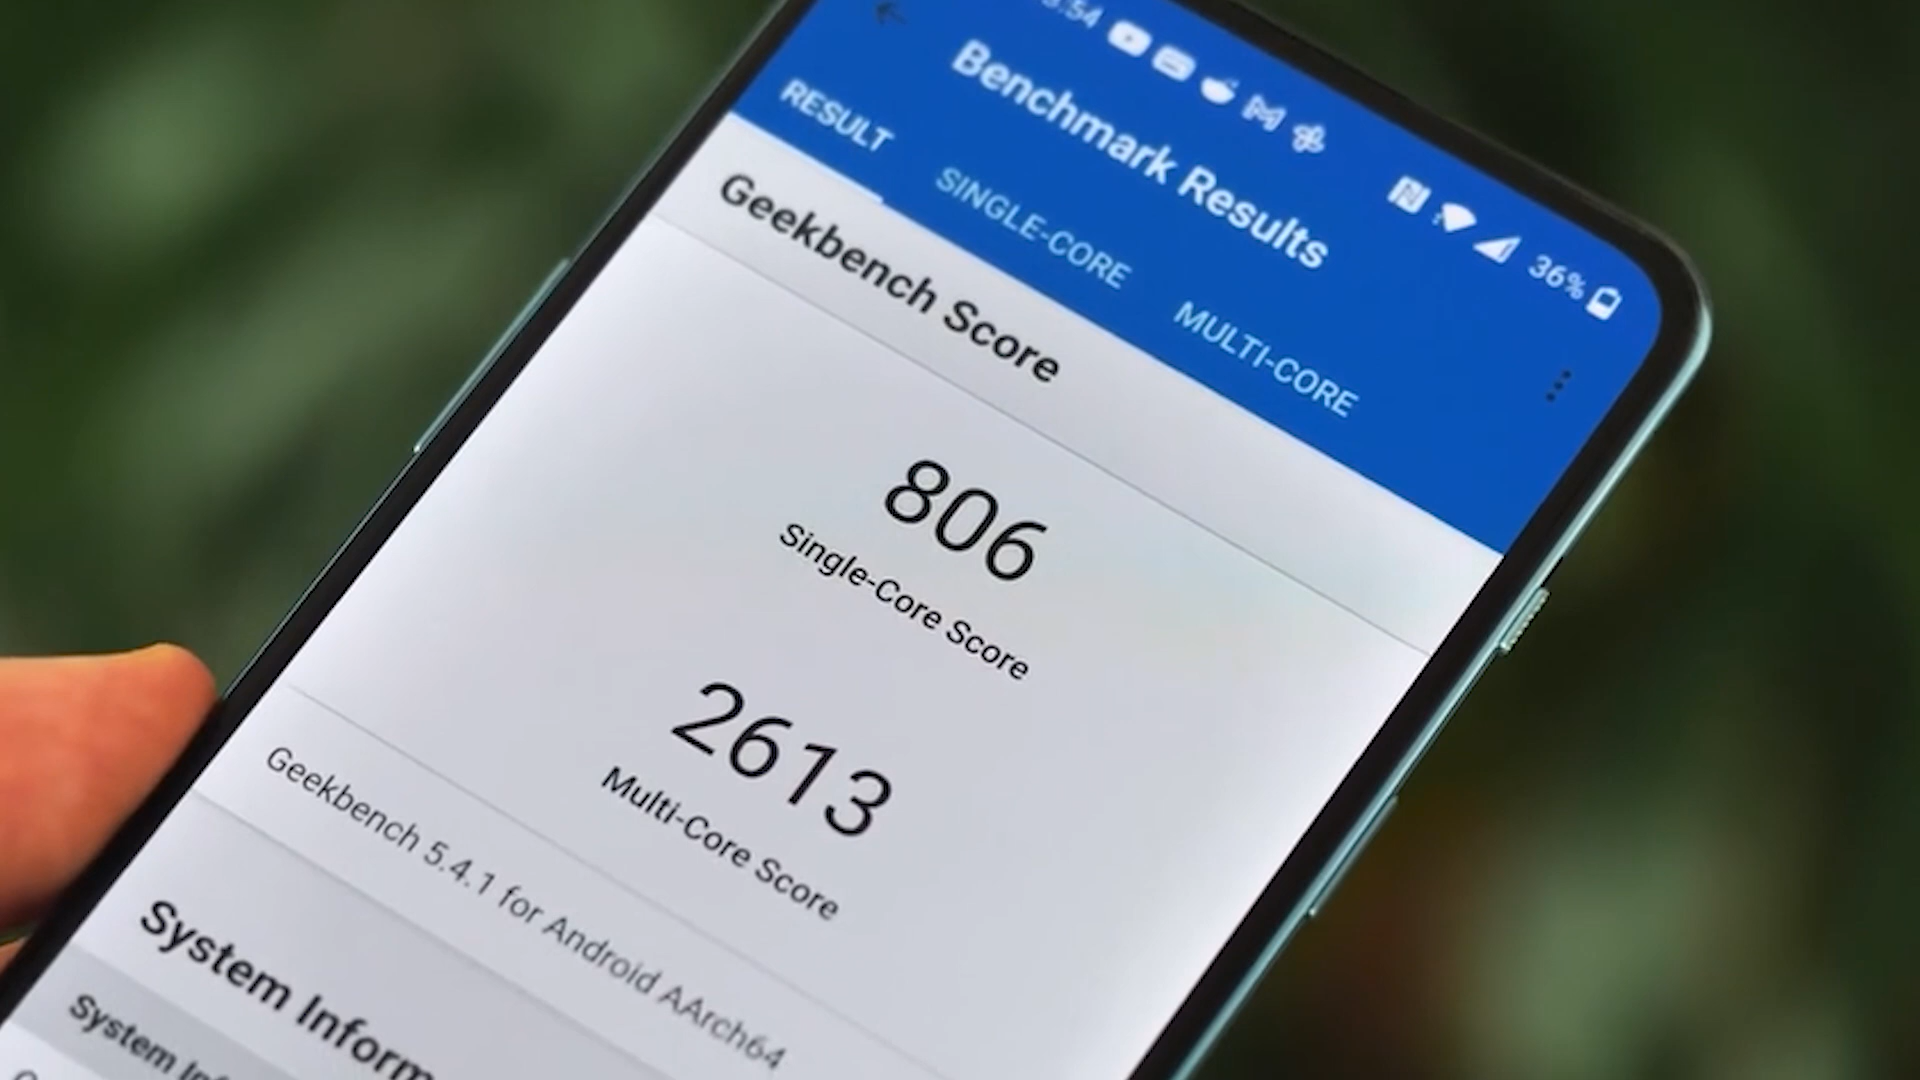 36%
Benchmark Results
RESULT
SINGLE-CORE
MULTI-CORE
Geekbench Score
806
Single-Core Score
2613
Multi-Core Score
Geekbench 5.4.1 for Android AArch64
System
System